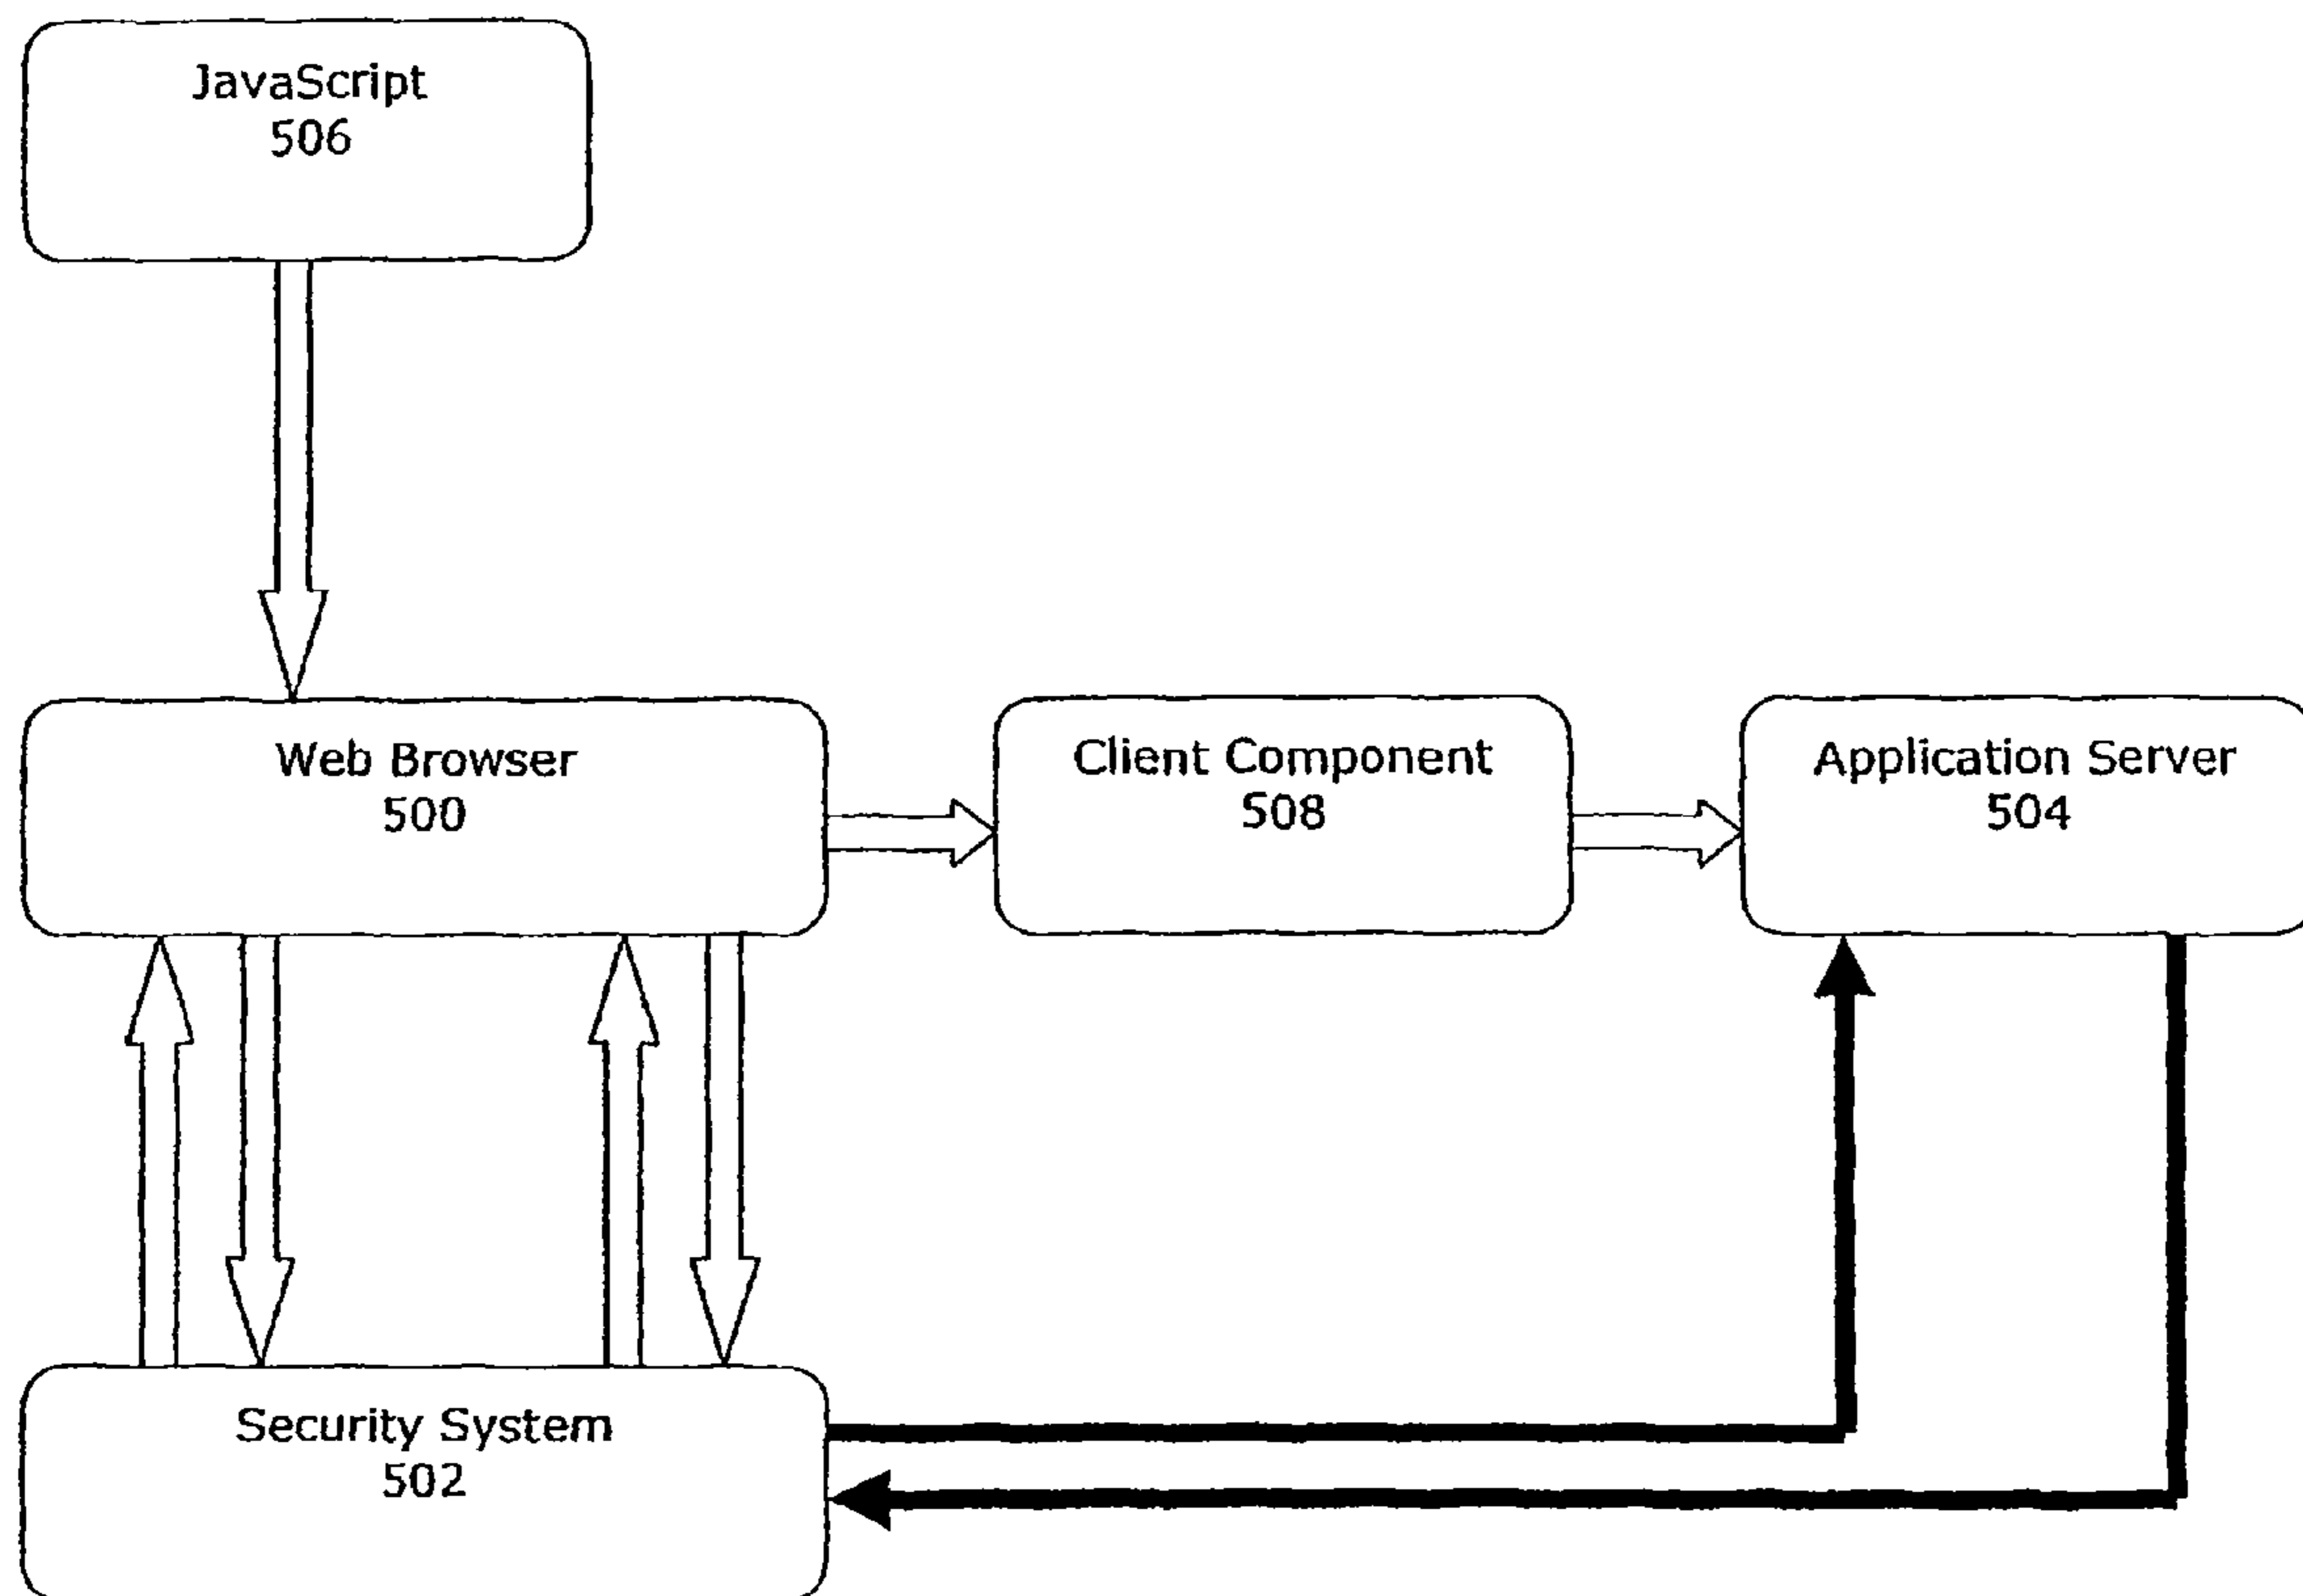 JavaScript
506
Web Browser
500
Client Component
508
Application Server
504
Security System
502